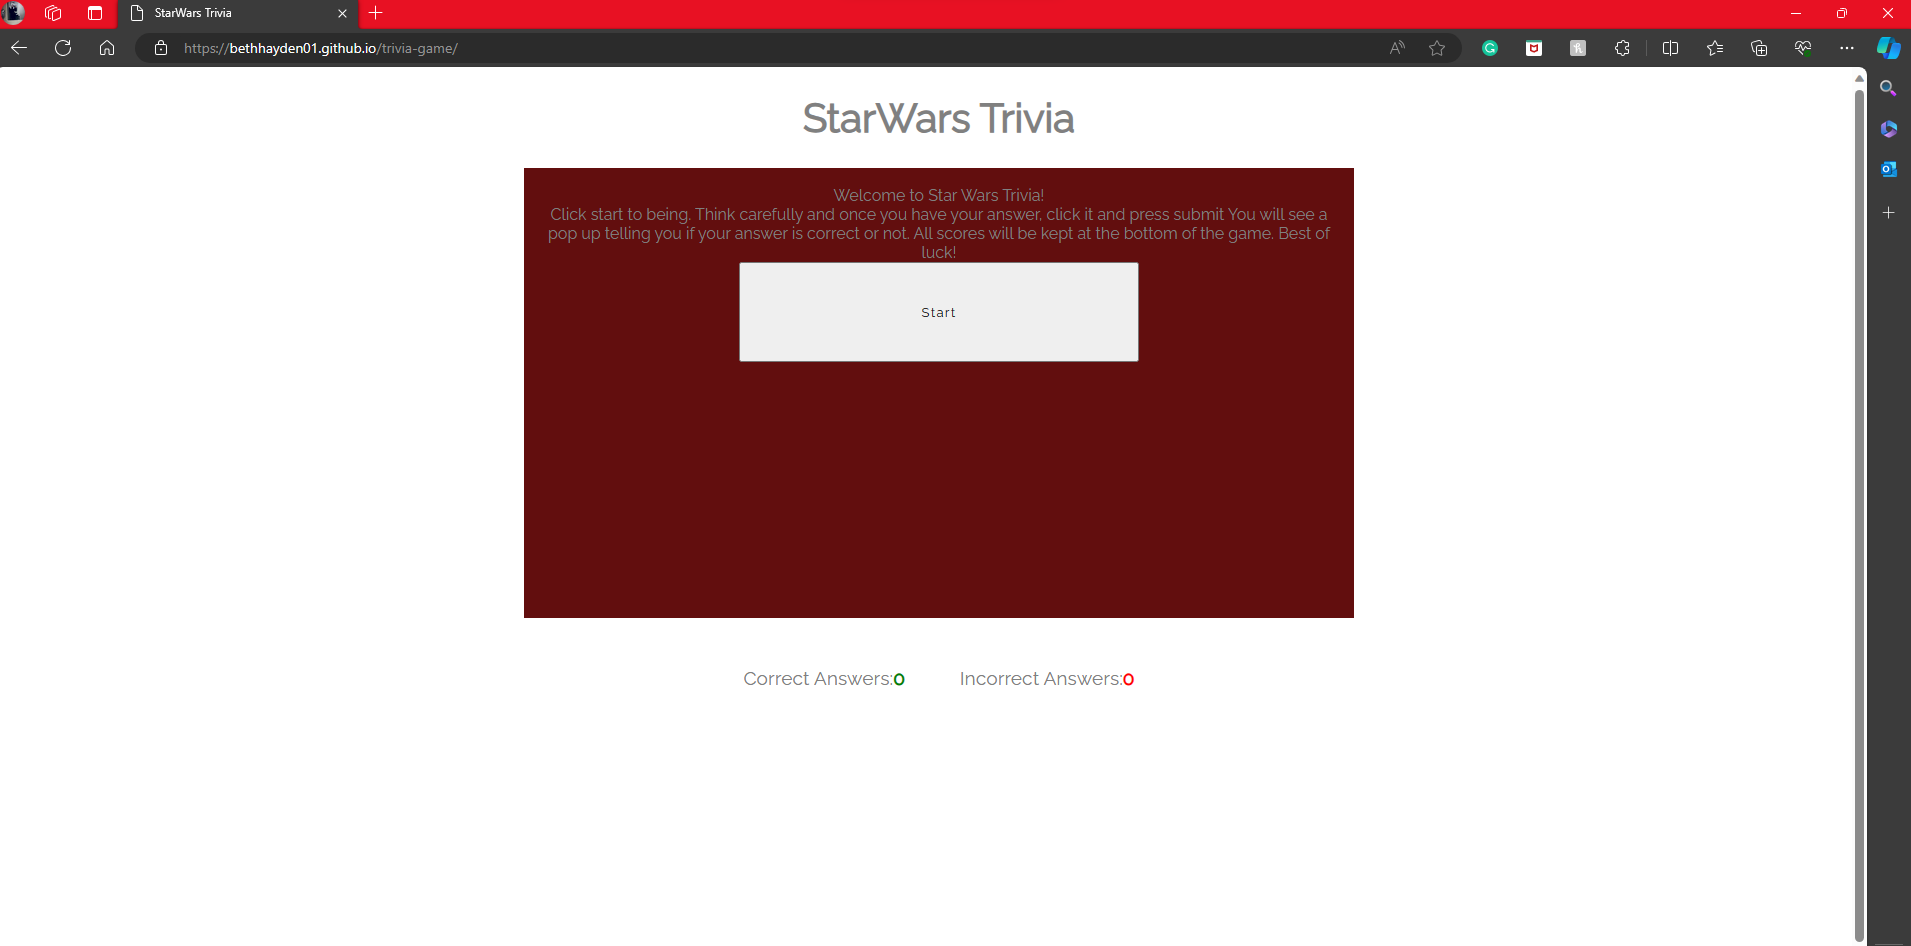 StarWars Trivia
https://bethhayden01.github.io/trivia-game/
StarWars Trivia
Welcome to Star Wars Trivia!
Click start to being. Think carefully and once you have your answer, click it and press submit You will see a
pop up telling you if your answer is correct or not. All scores will be kept at the bottom of the game. Best of
luck!
Start
Correct Answers:0 Incorrect Answers:0